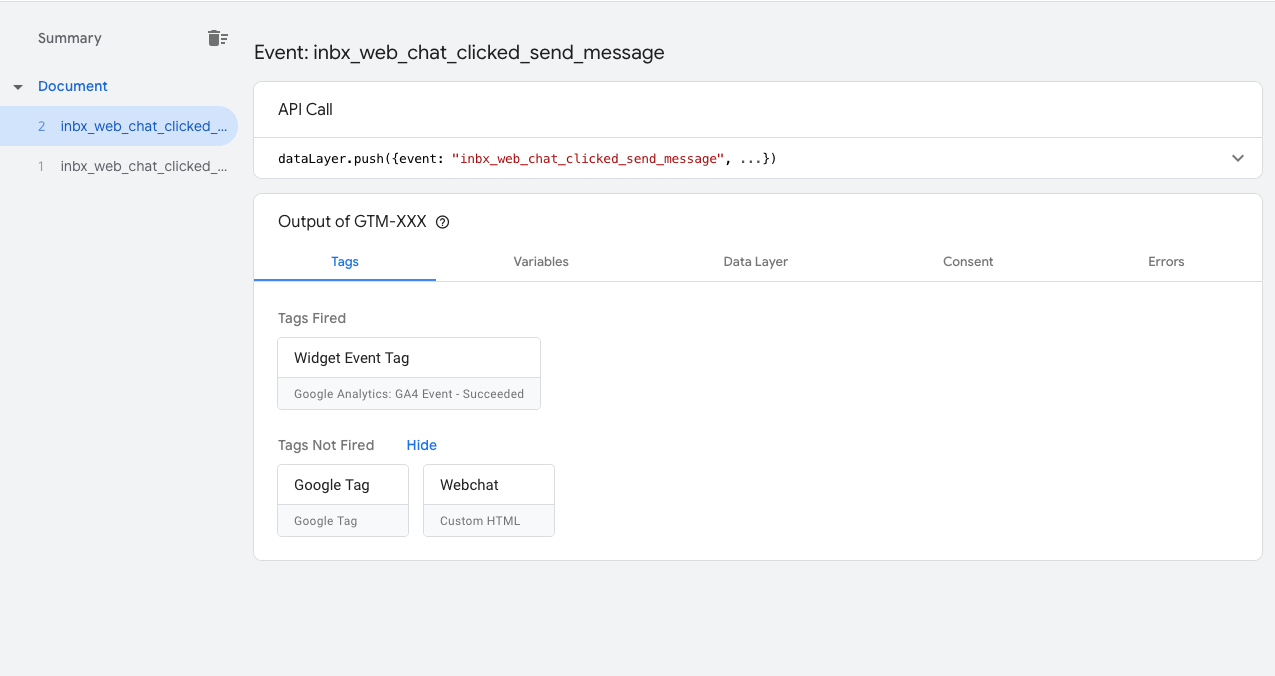 Summary
Document
2 inbx_web_chat_clicked_...
1 inbx_web_chat_clicked_...
Event: inbx_web_chat_clicked_send_message
API Call
dataLayer.push({event: "inbx_web_chat_clicked_send_message", ...})
Output of GTM-XXX
Tags Variables Data Layer Consent Errors
Tags Fired
Widget Event Tag
Google Analytics: GA4 Event - Succeeded
Tags Not Fired Hide
Google Tag Webchat
Google Tag Custom HTML